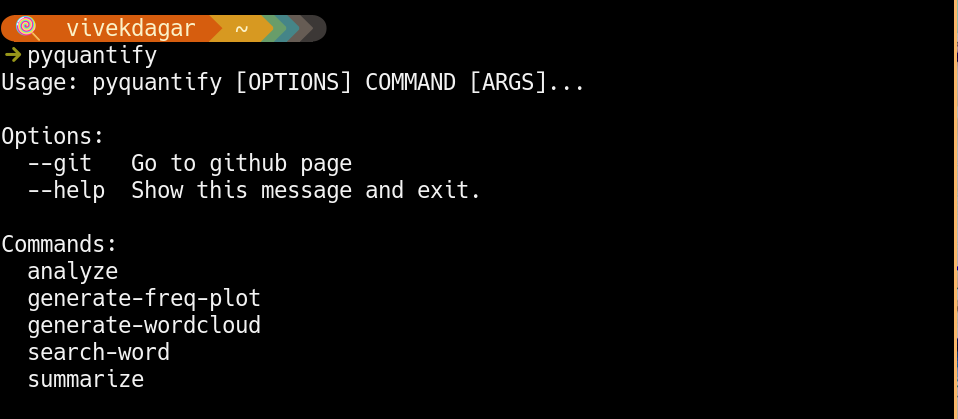 vivekdagar ~
→ pyquantify
Usage: pyquantify [OPTIONS] COMMAND [ARGS]...
Options:
--git Go to github page
--help Show this message and exit.
Commands:
analyze
generate-freq-plot
generate-wordcloud
search-word
summarize